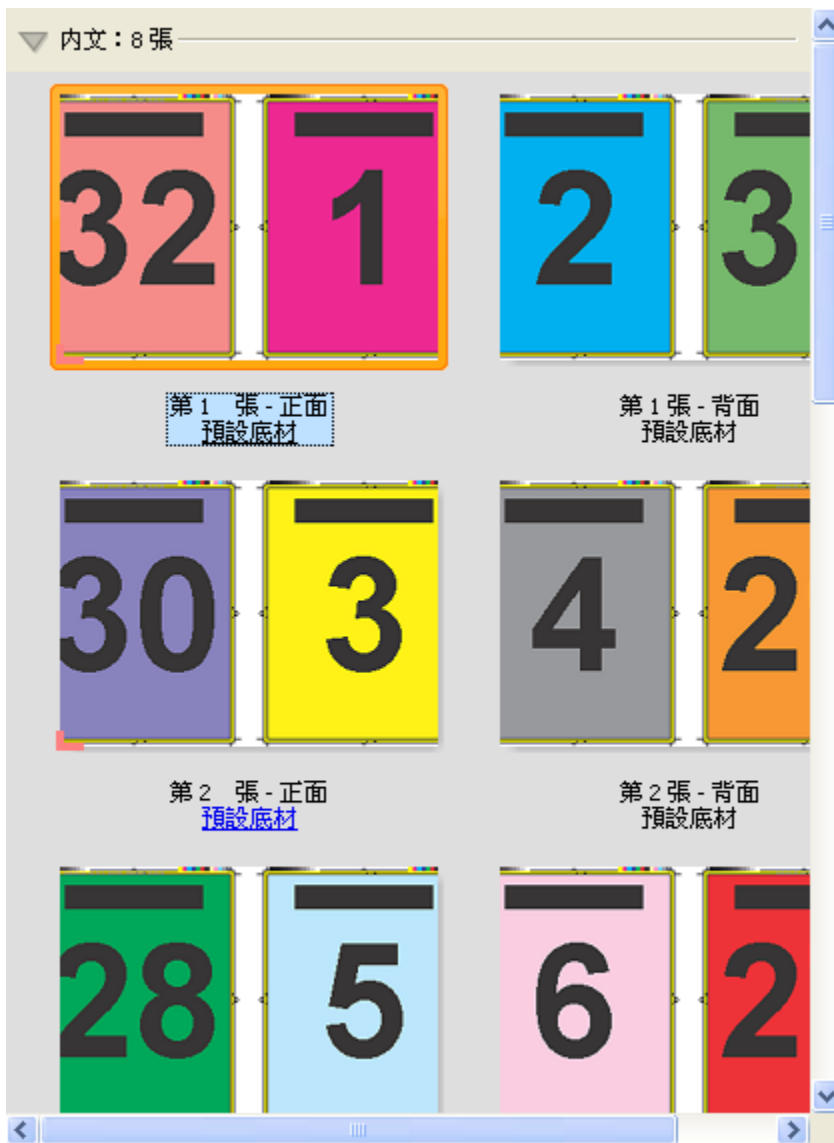 內文：8 張
32 1 2 3
第 1 張 - 正面
預設底材
第 1 張 - 背面
預設底材
30 3 4 2
第 2 張 - 正面
預設底材
第 2 張 - 背面
預設底材
28 5 6 2